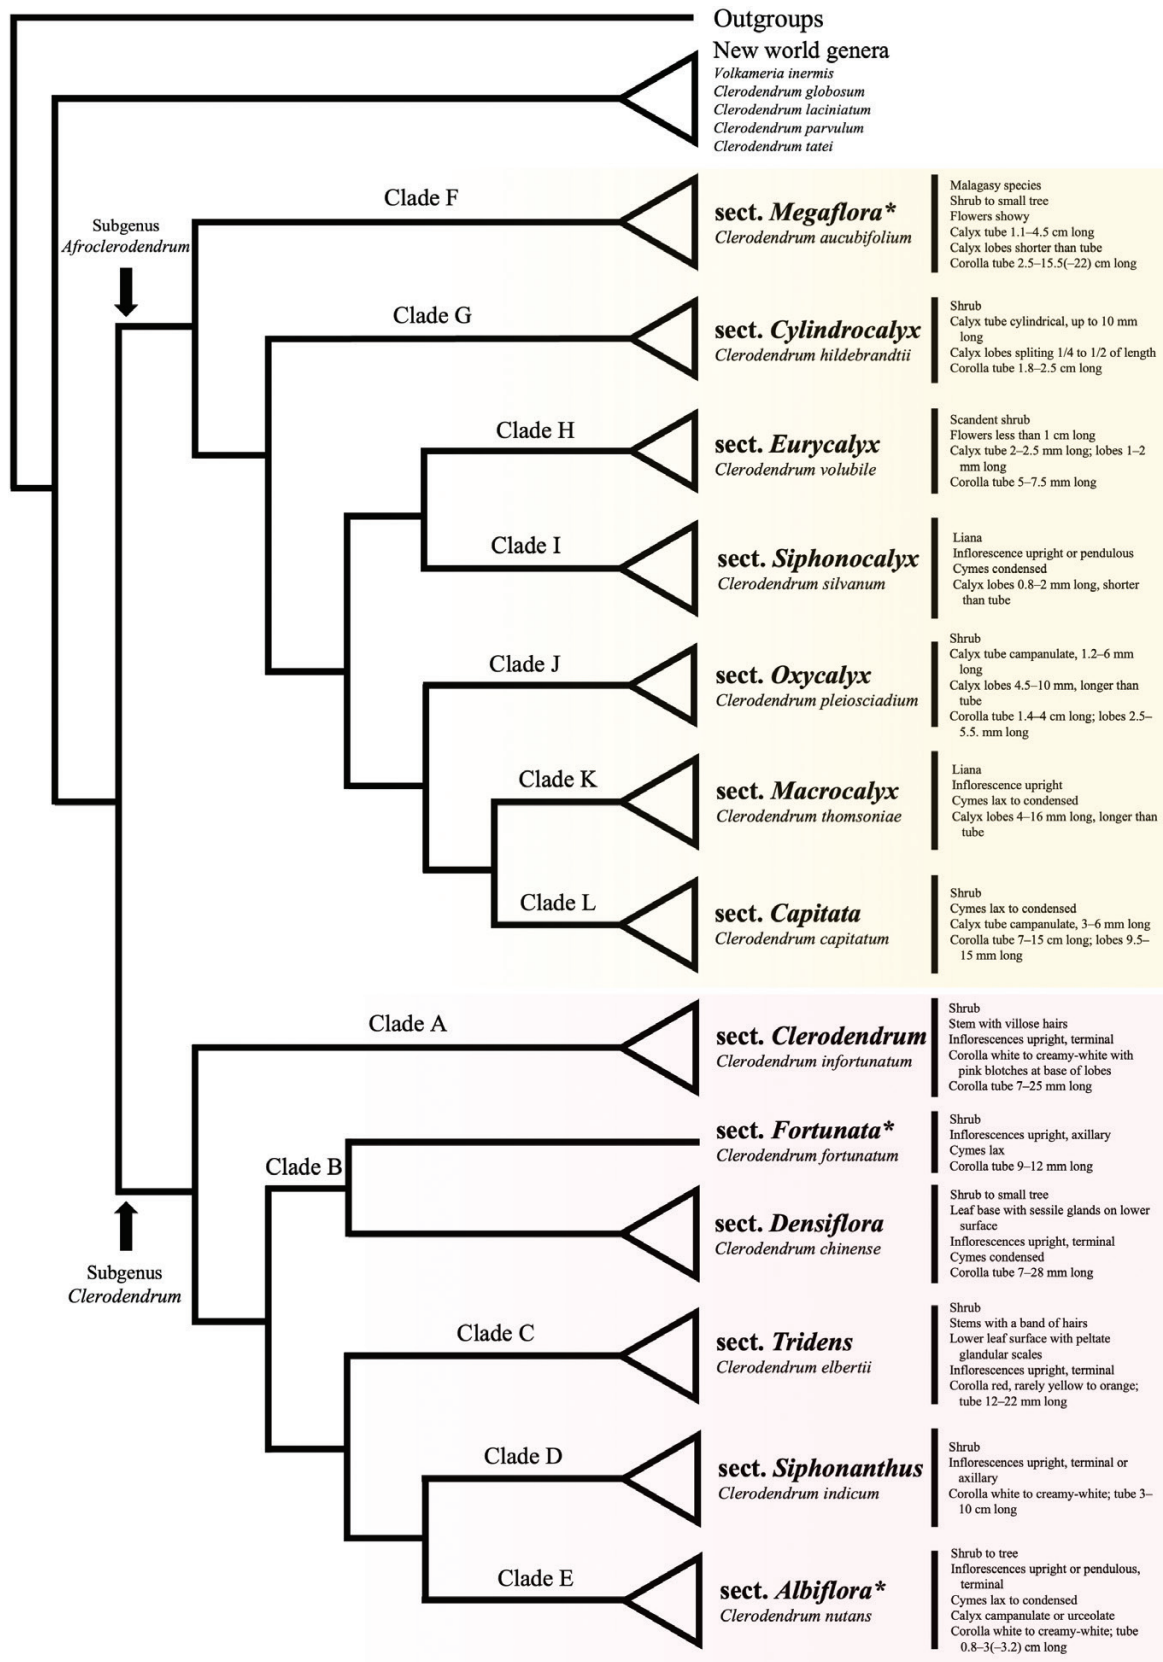 Outgroups
New world genera
Volkameria inermis
Clerodendrum globosum
Clerodendrum laciniatum
Clerodendrum parvulum
Clerodendrum tatei
Subgenus
Afroclerodendrum
Clade F
sect. Megaflora*
Clerodendrum aucubifolium
Malagasy species
Shrub to small tree
Flowers showy
Calyx tube 1.1–4.5 cm long
Calyx lobes shorter than tube
Corolla tube 2.5–15.5(–22) cm long
Clade G
sect. Cylindrocalyx
Clerodendrum hildebrandtii
Shrub
Calyx tube cylindrical, up to 10 mm
long
Calyx lobes spliting 1/4 to 1/2 of length
Corolla tube 1.8–2.5 cm long
Clade H
sect. Eurycalyx
Clerodendrum volubile
Scandent shrub
Flowers less than 1 cm long
Calyx tube 2–2.5 mm long; lobes 1–2
mm long
Corolla tube 5–7.5 mm long
Clade I
sect. Siphonocalyx
Clerodendrum silvanum
Liana
Inflorescence upright or pendulous
Cymes condensed
Calyx lobes 0.8–2 mm long, shorter
than tube
Clade J
sect. Oxycalyx
Clerodendrum pleiosciadium
Shrub
Calyx tube campanulate, 1.2–6 mm
long
Calyx lobes 4.5–10 mm, longer than
tube
Corolla tube 1.4–4 cm long; lobes 2.5–
5.5. mm long
Clade K
sect. Macrocalyx
Clerodendrum thomsoniae
Liana
Inflorescence upright
Cymes lax to condensed
Calyx lobes 4–16 mm long, longer than
tube
Clade L
sect. Capitata
Clerodendrum capitatum
Shrub
Cymes lax to condensed
Calyx tube campanulate, 3–6 mm long
Corolla tube 7–15 cm long; lobes 9.5–
15 mm long
Clade A
sect. Clerodendrum
Clerodendrum infortunatum
Shrub
Stem with villose hairs
Inflorescences upright, terminal
Corolla white to creamy-white with
pink blotches at base of lobes
Corolla tube 7–25 mm long
Clade B
sect. Fortunata*
Clerodendrum fortunatum
Shrub
Inflorescences upright, axillary
Cymes lax
Corolla tube 9–12 mm long
sect. Densiflora
Clerodendrum chinense
Shrub to small tree
Leaf base with sessile glands on lower
surface
Inflorescences upright, terminal
Cymes condensed
Corolla tube 7–28 mm long
Subgenus
Clerodendrum
Clade C
sect. Tridens
Clerodendrum elbertii
Shrub
Stems with a band of hairs
Lower leaf surface with peltate
glandular scales
Inflorescences upright, terminal
Corolla red, rarely yellow to orange;
tube 12–22 mm long
Clade D
sect. Siphonanthus
Clerodendrum indicum
Shrub
Inflorescences upright, terminal or
axillary
Corolla white to creamy-white; tube 3–
10 cm long
Clade E
sect. Albiflora*
Clerodendrum nutans
Shrub to tree
Inflorescences upright or pendulous,
terminal
Cymes lax to condensed
Calyx campanulate or urceolate
Corolla white to creamy-white; tube
0.8–3(–3.2) cm long